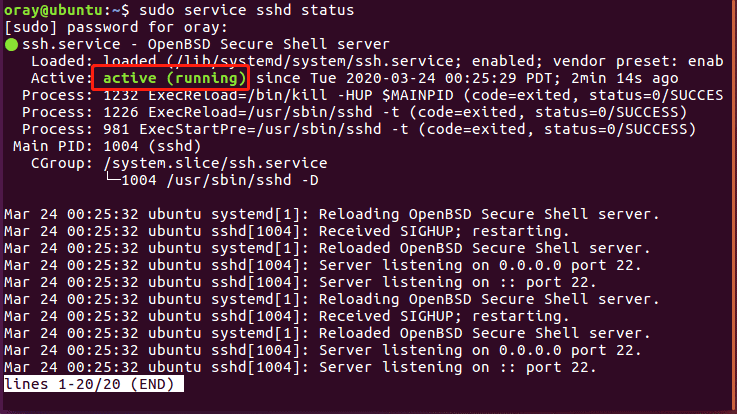 oray@ubuntu:~$ sudo service sshd status
[sudo] password for oray:
● ssh.service - OpenBSD Secure Shell server
   Loaded: loaded (/lib/systemd/system/ssh.service; enabled; vendor preset: enab
   Active: active (running) since Tue 2020-03-24 00:25:29 PDT; 2min 14s ago
  Process: 1232 ExecReload=/bin/kill -HUP $MAINPID (code=exited, status=0/SUCCES
  Process: 1226 ExecReload=/usr/sbin/sshd -t (code=exited, status=0/SUCCESS)
  Process: 981 ExecStartPre=/usr/sbin/sshd -t (code=exited, status=0/SUCCESS)
 Main PID: 1004 (sshd)
   CGroup: /system.slice/ssh.service
           └─1004 /usr/sbin/sshd -D

Mar 24 00:25:32 ubuntu systemd[1]: Reloading OpenBSD Secure Shell server.
Mar 24 00:25:32 ubuntu sshd[1004]: Received SIGHUP; restarting.
Mar 24 00:25:32 ubuntu systemd[1]: Reloaded OpenBSD Secure Shell server.
Mar 24 00:25:32 ubuntu sshd[1004]: Server listening on 0.0.0.0 port 22.
Mar 24 00:25:32 ubuntu sshd[1004]: Server listening on :: port 22.
Mar 24 00:25:32 ubuntu systemd[1]: Reloading OpenBSD Secure Shell server.
Mar 24 00:25:32 ubuntu sshd[1004]: Received SIGHUP; restarting.
Mar 24 00:25:32 ubuntu systemd[1]: Reloaded OpenBSD Secure Shell server.
Mar 24 00:25:32 ubuntu sshd[1004]: Server listening on 0.0.0.0 port 22.
Mar 24 00:25:32 ubuntu sshd[1004]: Server listening on :: port 22.
lines 1-20/20 (END)